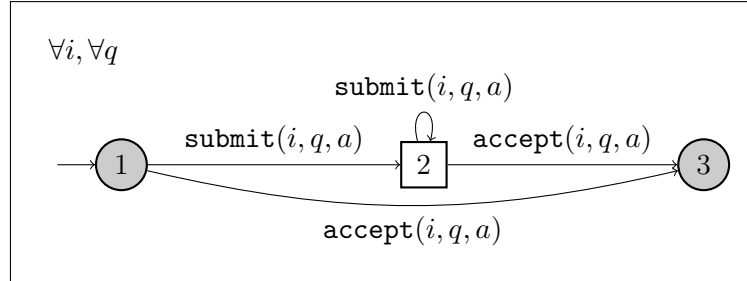 ∀i, ∀q
submit(i, q, a)
submit(i, q, a)
accept(i, q, a)
1
2
3
accept(i, q, a)